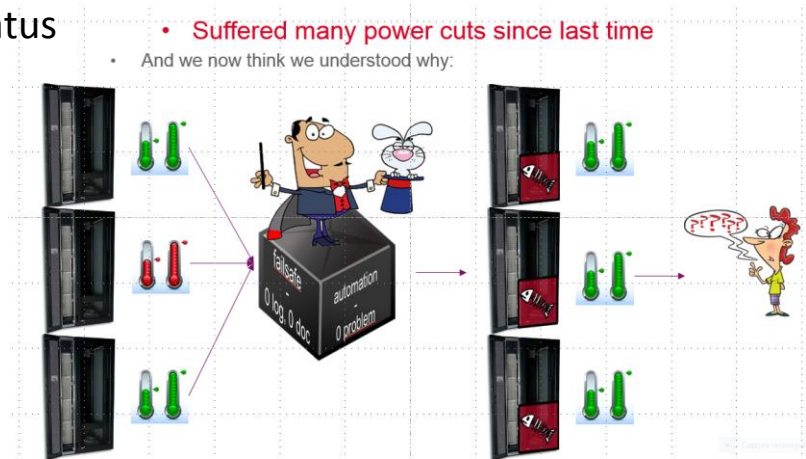 atus
• Suffered many power cuts since last time
• And we now think we understood why:
failsafe
-
0 log, 0 doc
automation
-
0 problem
?????